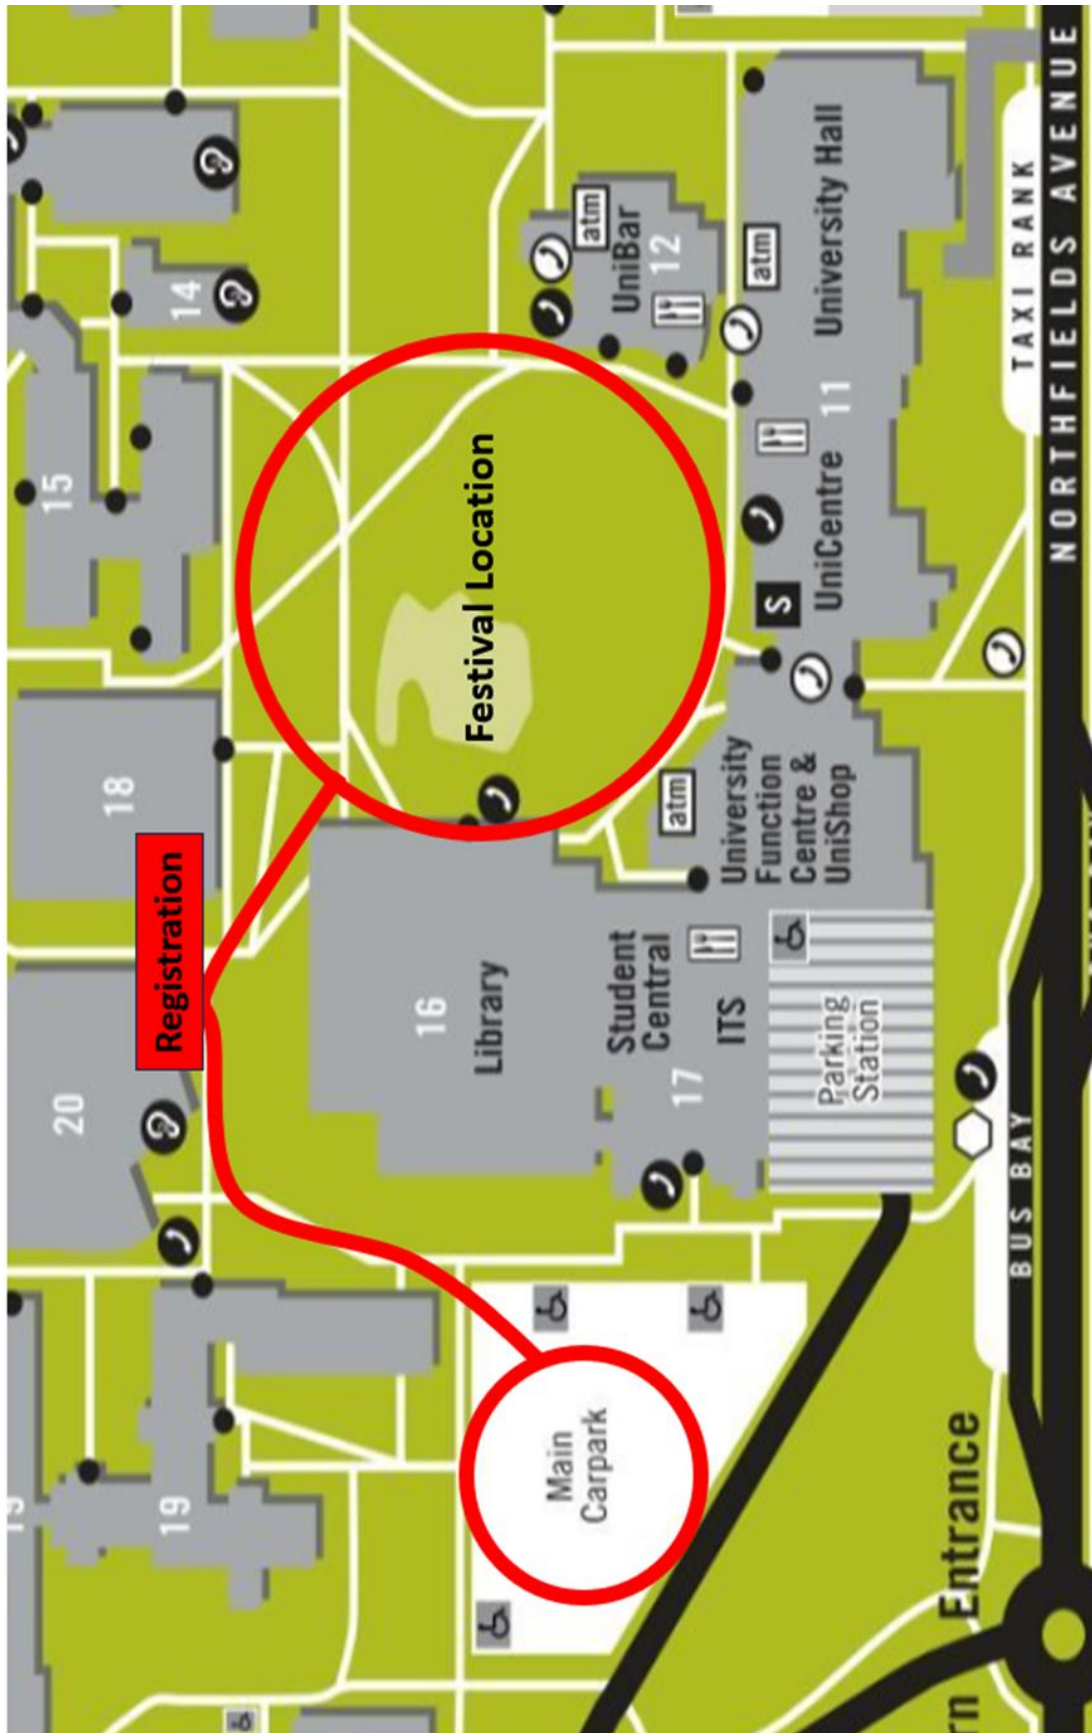 NORTHFIELDS AVENUE
TAXI RANK
University Hall
atm
atm
UniBar
12
14
15
11
UniCentre
S
Festival Location
18
atm
University
Function
Centre &
UniShop
Registration
20
16
Library
Student
Central
ITS
17
Parking
Station
BUS BAY
19
19
Main
Carpark
Entrance
rn